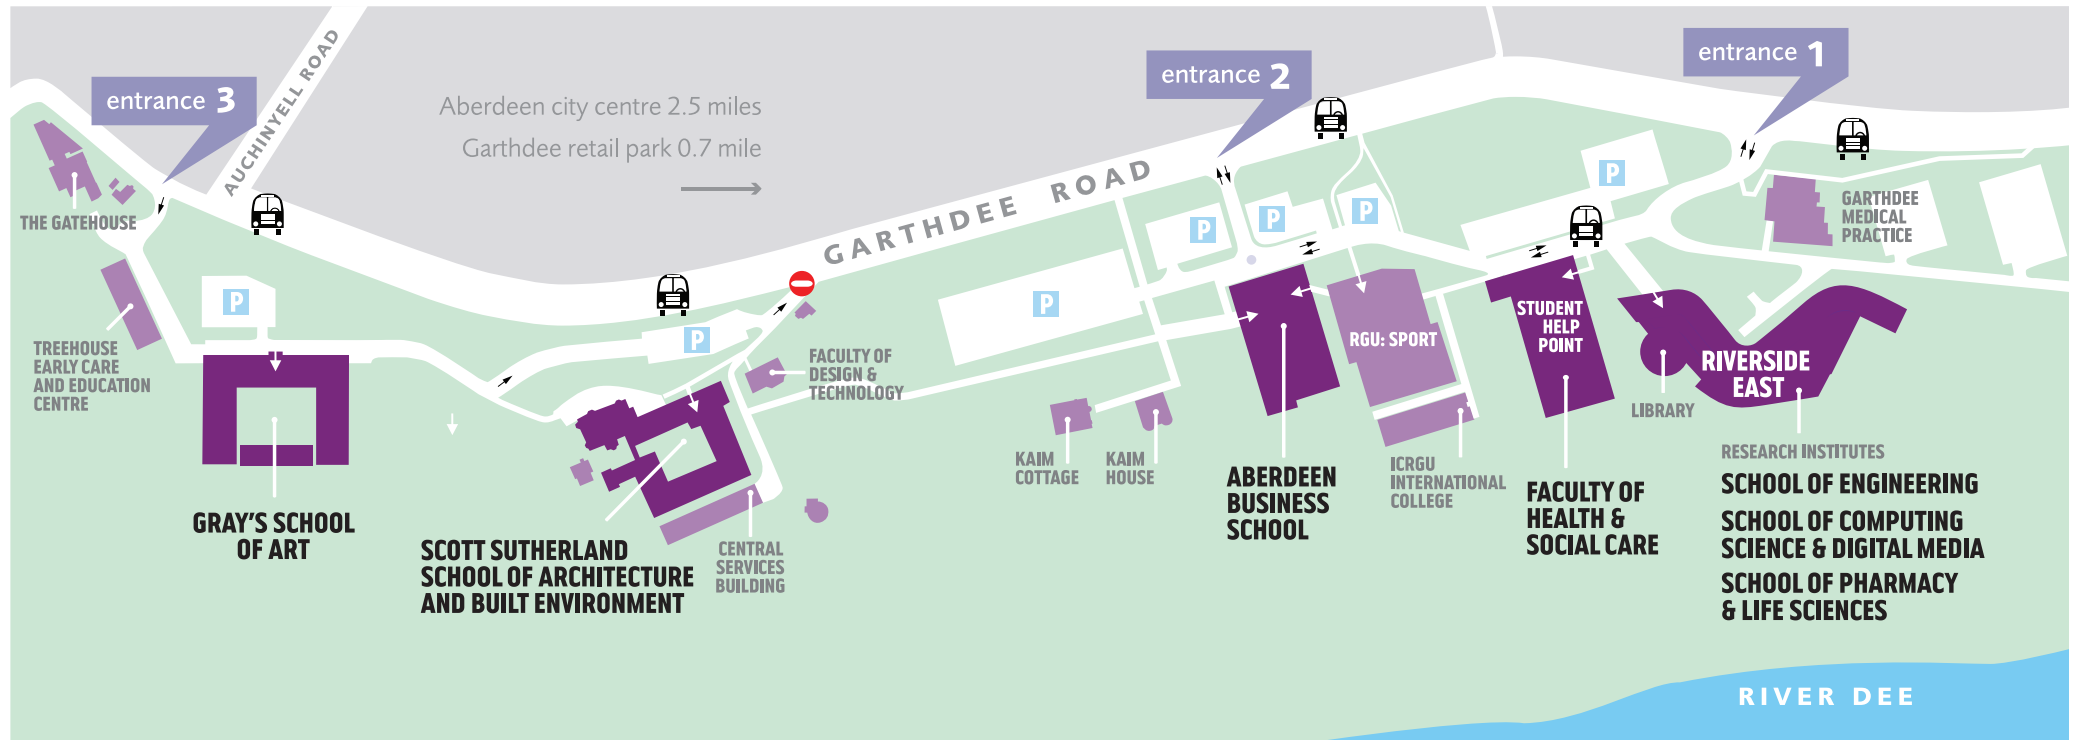 entrance 3
AUCHINYELL ROAD
Aberdeen city centre 2.5 miles
Garthdee retail park 0.7 mile
GARTHDEE ROAD
entrance 2
entrance 1
THE GATEHOUSE
TREEHOUSE
EARLY CARE
AND EDUCATION
CENTRE
P
GRAY'S SCHOOL
OF ART
P
FACULTY OF
DESIGN &
TECHNOLOGY
SCOTT SUTHERLAND
SCHOOL OF ARCHITECTURE
AND BUILT ENVIRONMENT
CENTRAL
SERVICES
BUILDING
P
P
P
P
P
KAIM
COTTAGE
KAIM
HOUSE
ABERDEEN
BUSINESS
SCHOOL
RGU: SPORT
ICRGU
INTERNATIONAL
COLLEGE
STUDENT
HELP
POINT
FACULTY OF
HEALTH &
SOCIAL CARE
GARTHDEE
MEDICAL
PRACTICE
RIVERSIDE
EAST
LIBRARY
RESEARCH INSTITUTES
SCHOOL OF ENGINEERING
SCHOOL OF COMPUTING
SCIENCE & DIGITAL MEDIA
SCHOOL OF PHARMACY
& LIFE SCIENCES
RIVER DEE